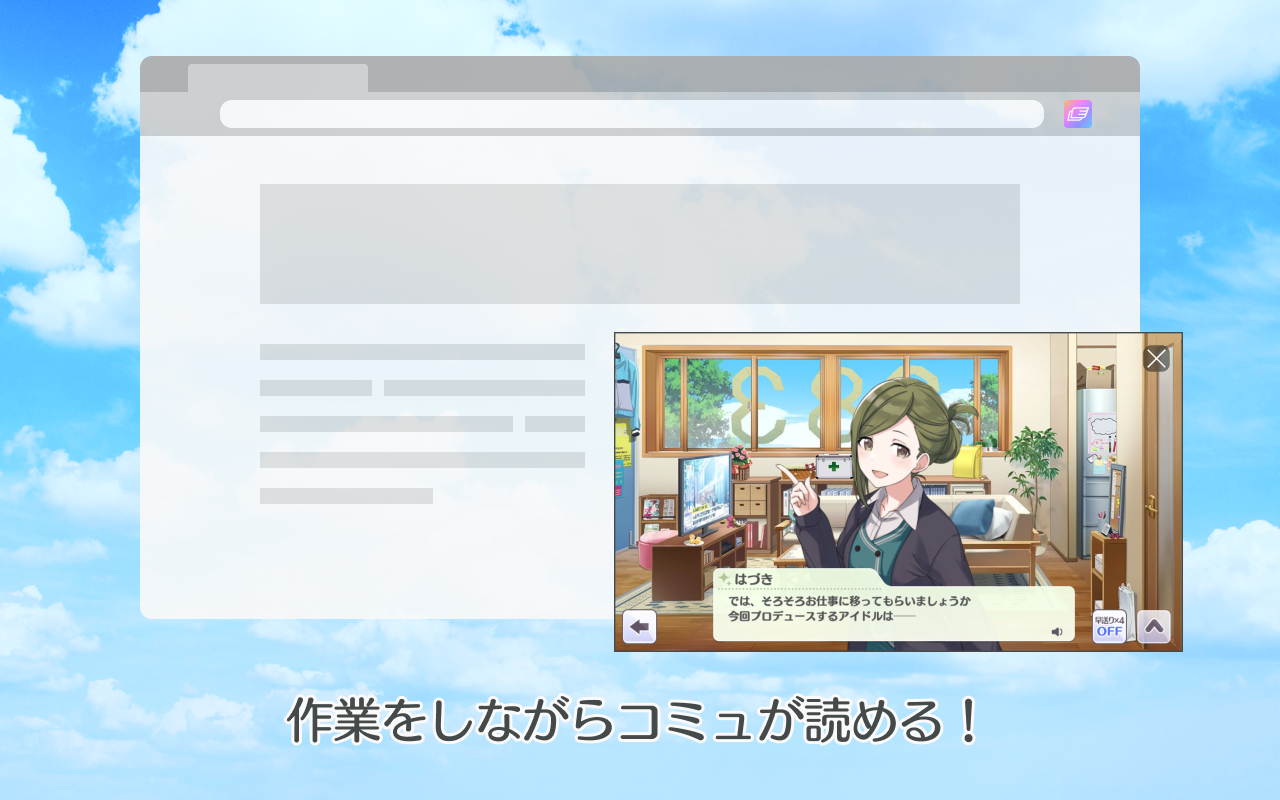 283
はづき
では、そろそろお仕事に移ってもらいましょうか
今回プロデュースするアイドルは──
早送り×4
OFF
作業をしながらコミュが読める！